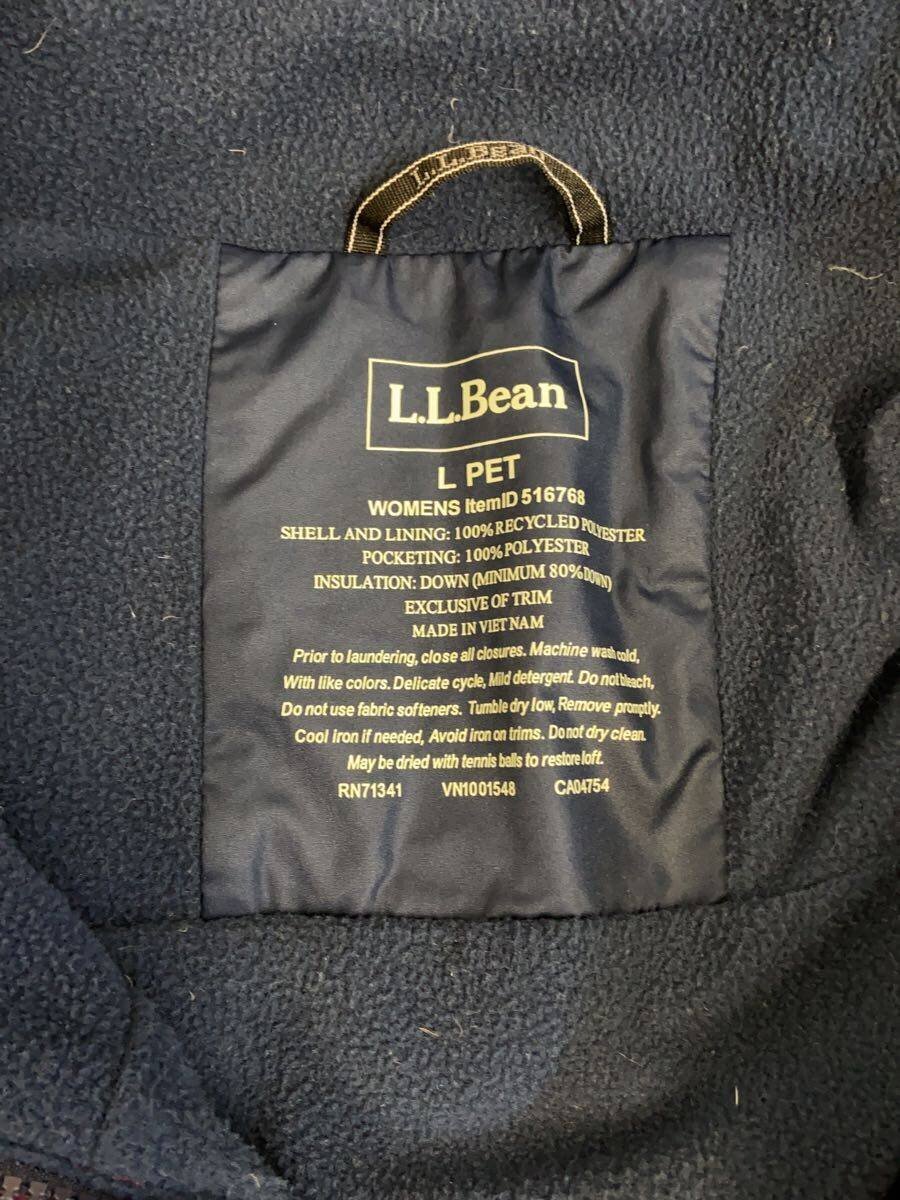 L.L.Bean
L.L.Bean
L PET
WOMENS ItemID 516768
SHELL AND LINING: 100% RECYCLED POLYESTER
POCKETING: 100% POLYESTER
INSULATION: DOWN (MINIMUM 80% DOWN)
EXCLUSIVE OF TRIM
MADE IN VIET NAM
Prior to laundering, close all closures. Machine wash cold,
With like colors. Delicate cycle, Mild detergent. Do not bleach,
Do not use fabric softeners. Tumble dry low, Remove promptly.
Cool Iron if needed, Avoid iron on trims. Do not dry clean.
May be dried with tennis balls to restore loft.
RN71341 VN1001548 CA04754